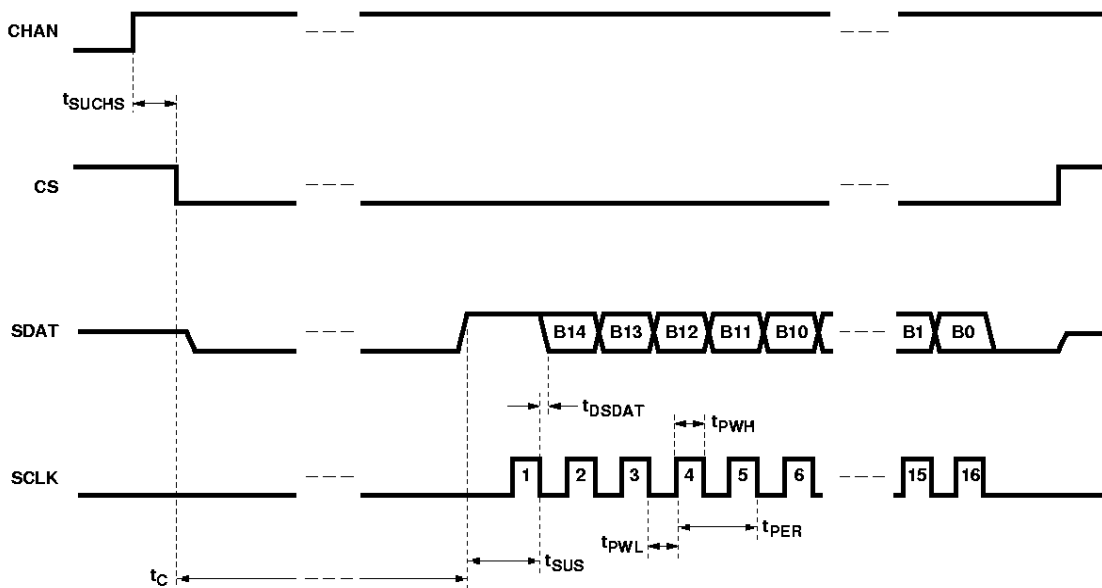 CHAN
tSUCHS
CS
SDAT
B14 B13 B12 B11 B10 B1 B0
tDSDAT
tPWH
SCLK
1 2 3 4 5 6 15 16
tPER
tPWL
tSUS
tC